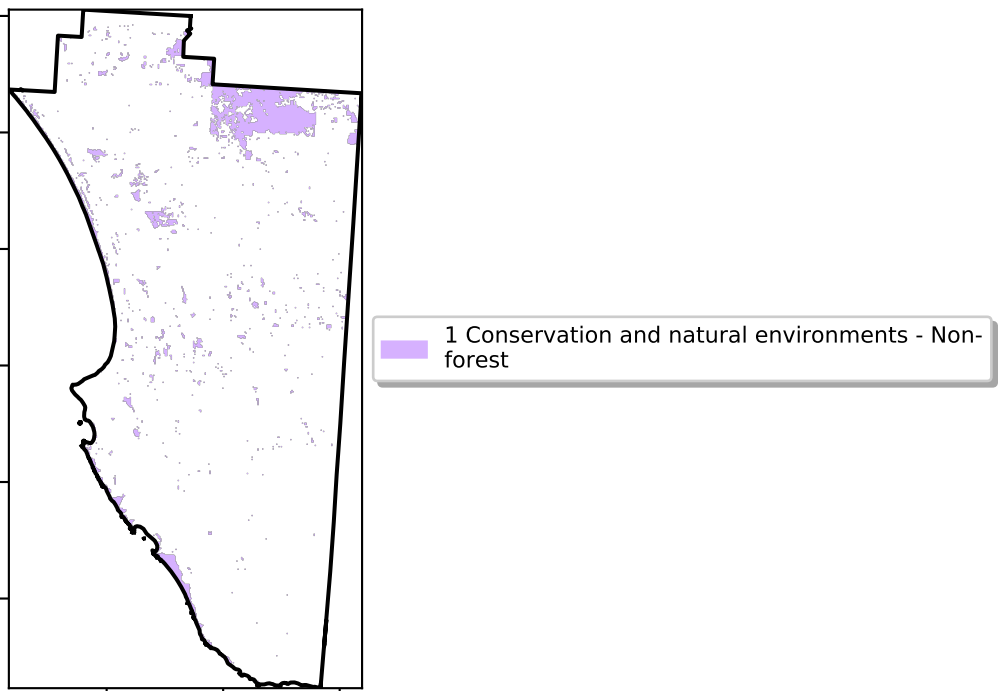 1 Conservation and natural environments - Non-
forest